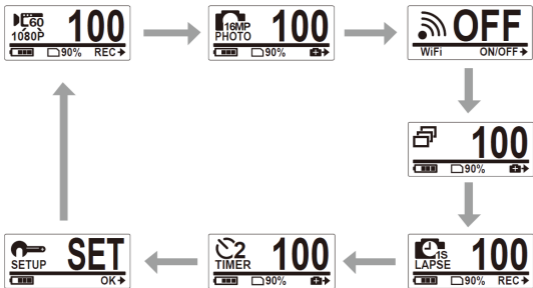 60 100
1080P
90% REC
16MP 100
PHOTO
90%
OFF
WiFi ON/OFF
100
90%
1S 100
LAPSE
90% REC
2 100
TIMER
90%
SET
SETUP
OK